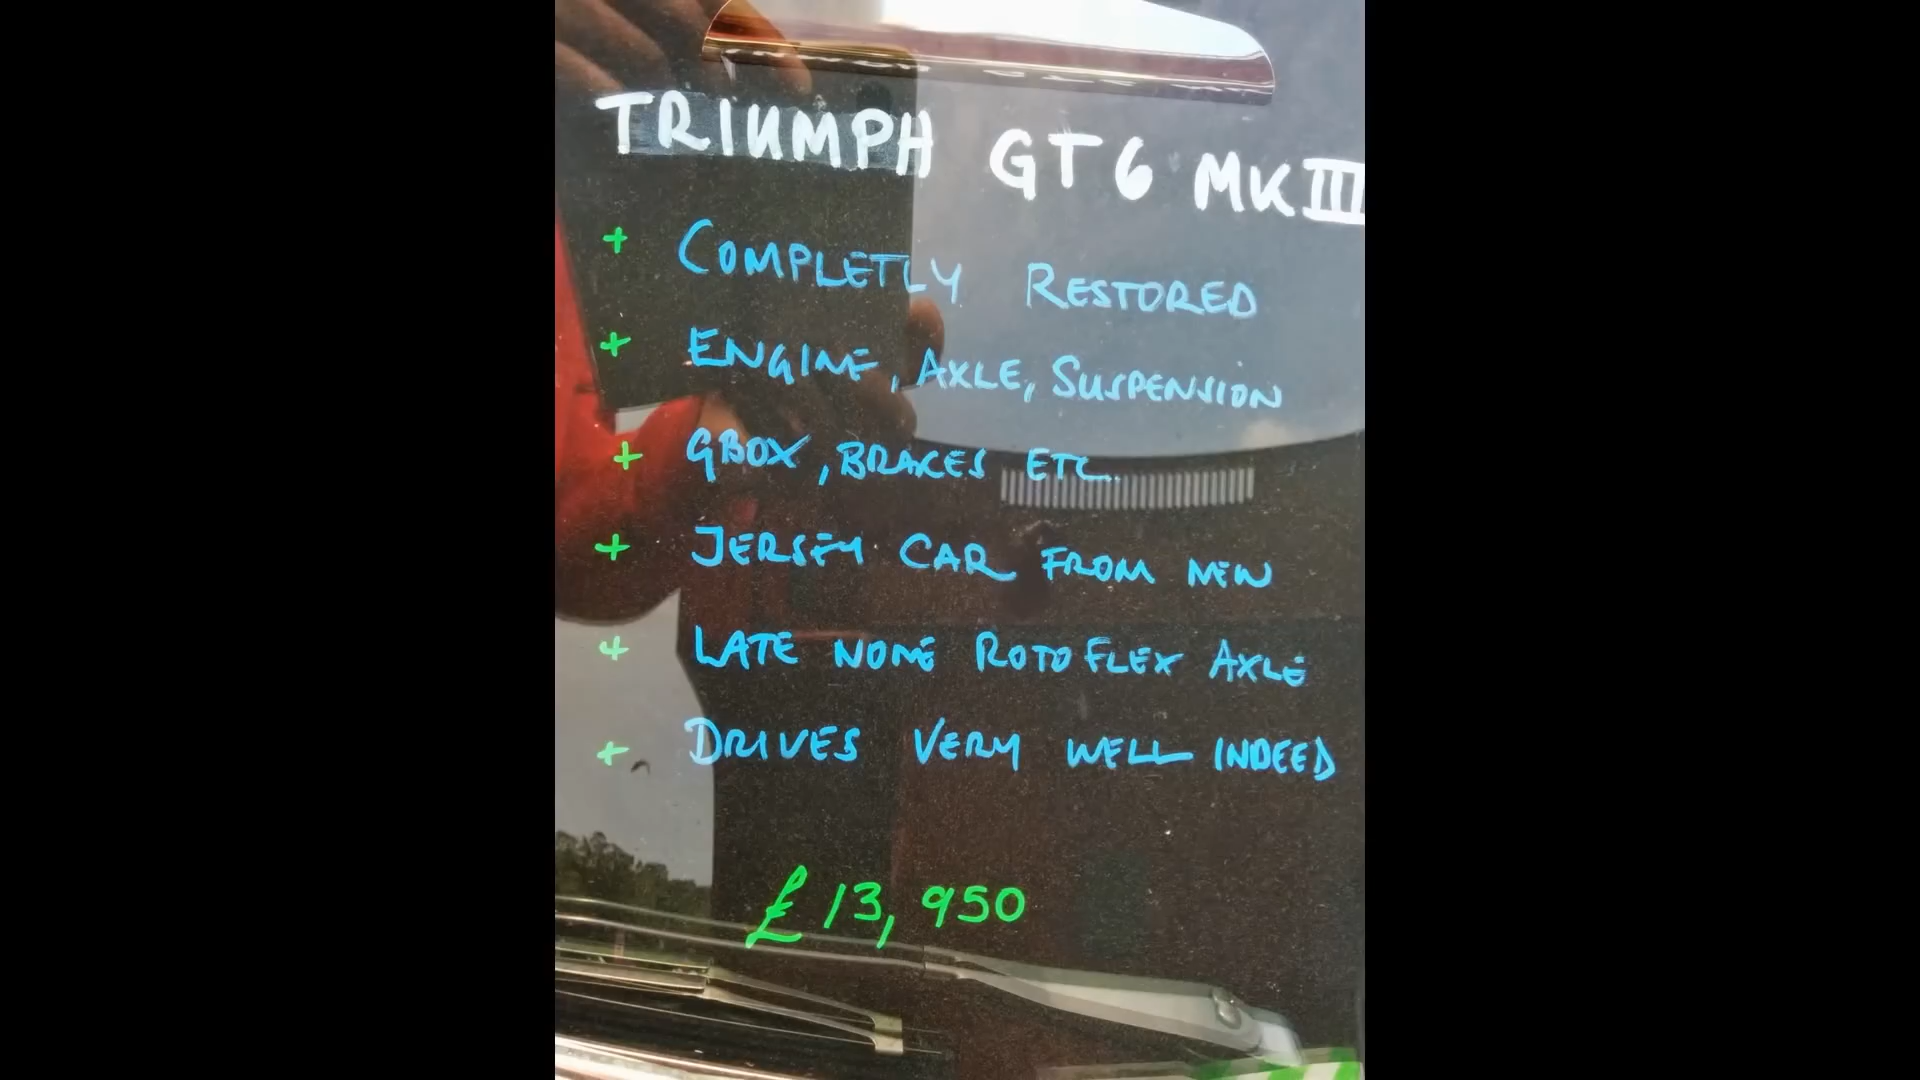 TRIUMPH GT6 MKIII
+ COMPLETLY RESTORED
+ ENGINE, AXLE, SUSPENSION
+ GBOX, BRAKES ETC.
+ JERSEY CAR FROM NEW
+ LATE NONE ROTOFLEX AXLE
+ DRIVES VERY WELL INDEED
£13,950